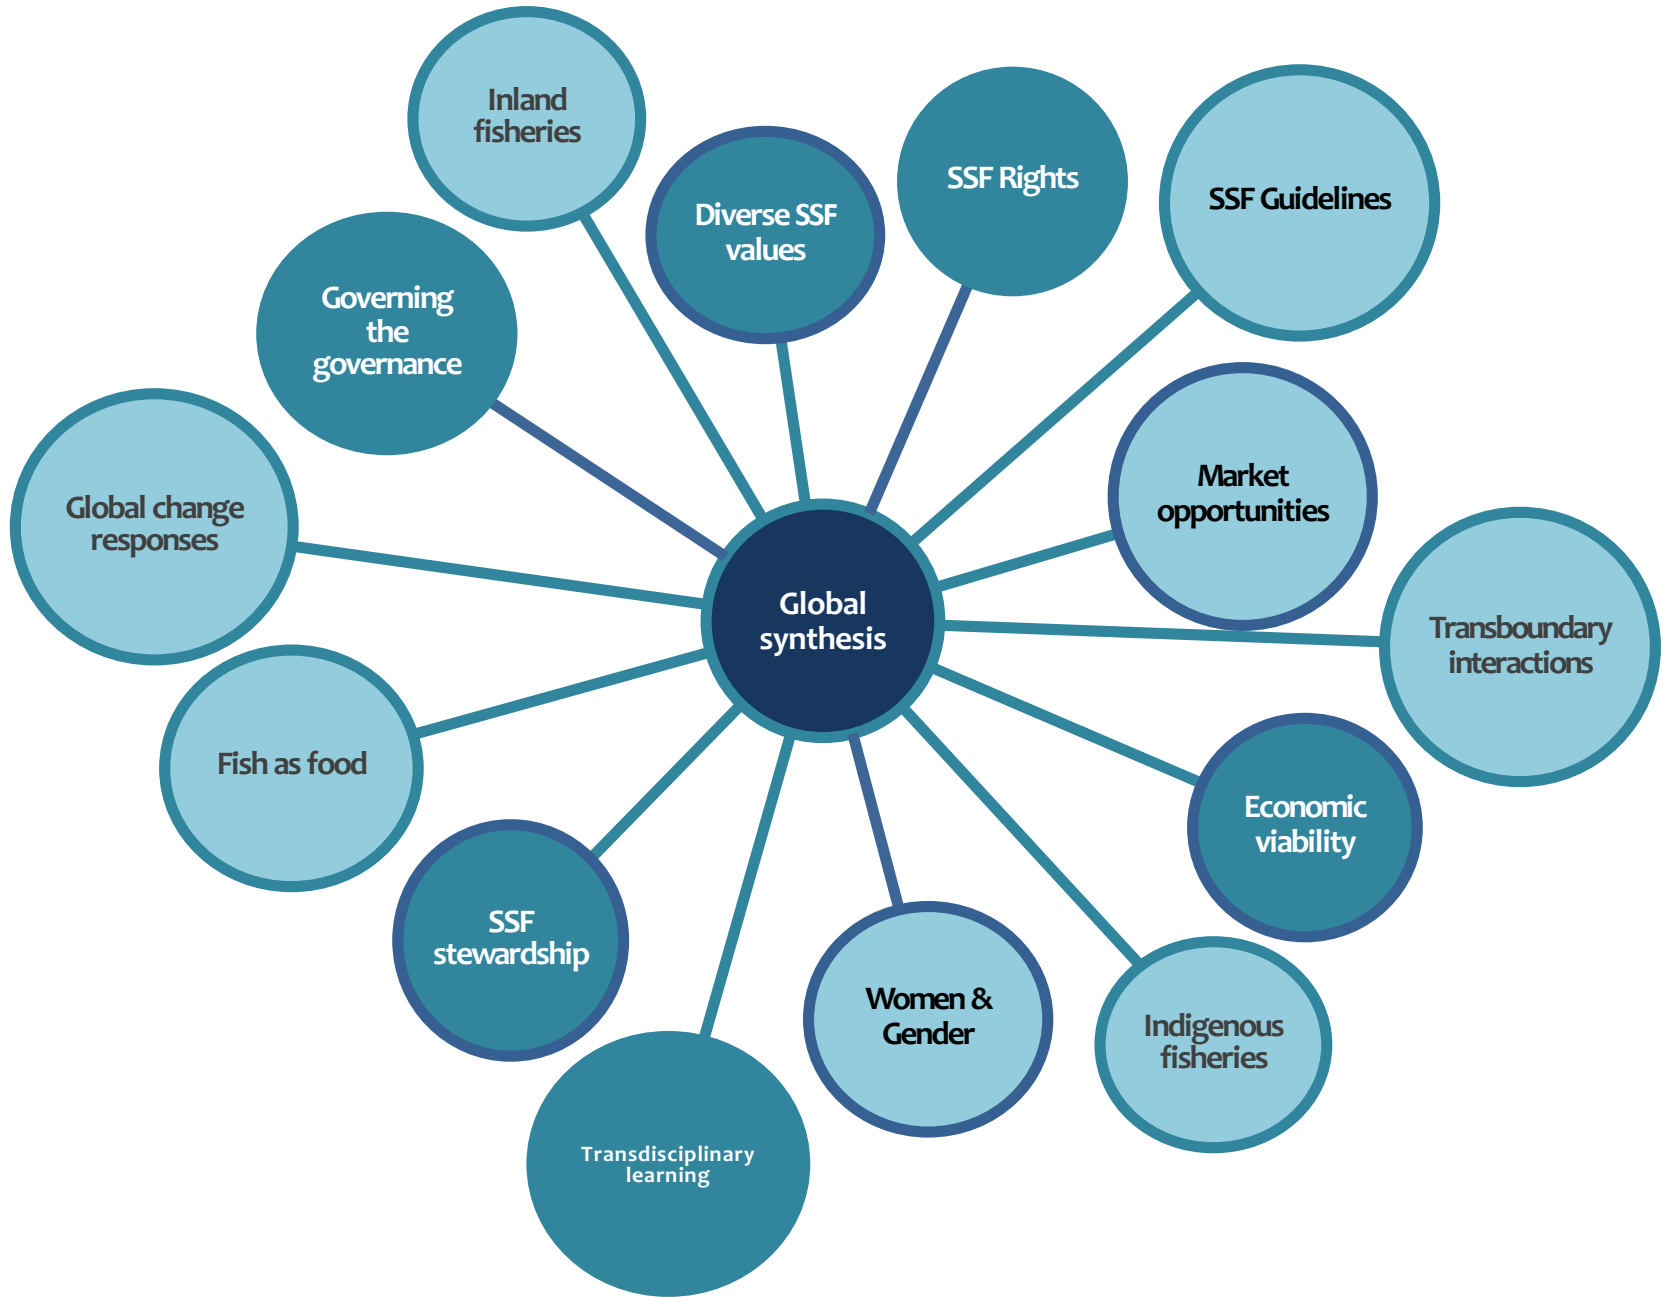 Inland
fisheries
Diverse SSF
values
SSF Rights
SSF Guidelines
Governing
the
governance
Market
opportunities
Global change
responses
Global
synthesis
Transboundary
interactions
Fish as food
Economic
viability
SSF
stewardship
Women &
Gender
Indigenous
fisheries
Transdisciplinary
learning